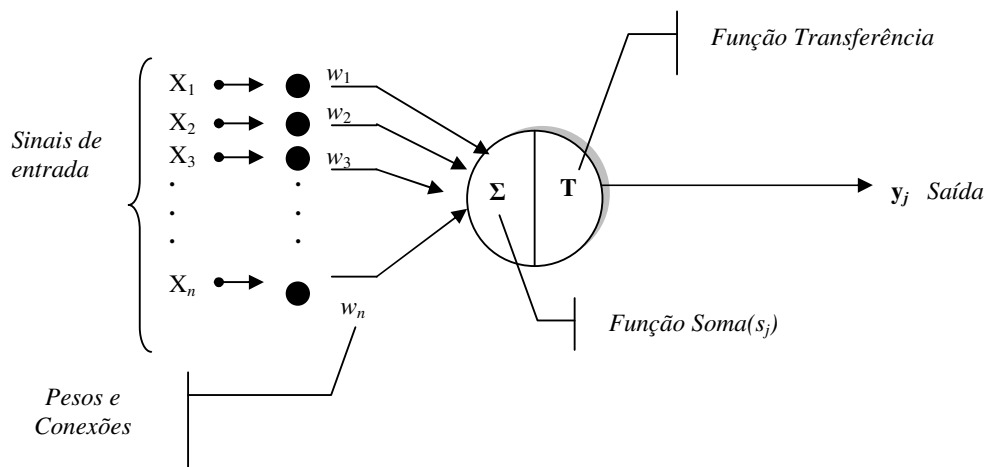 Função Transferência
Sinais de
entrada
X1 w1
X2 w2
X3 w3
.
.
.
.
.
.
Xn wn
Σ T
yj Saída
Função Soma(sj)
Pesos e
Conexões